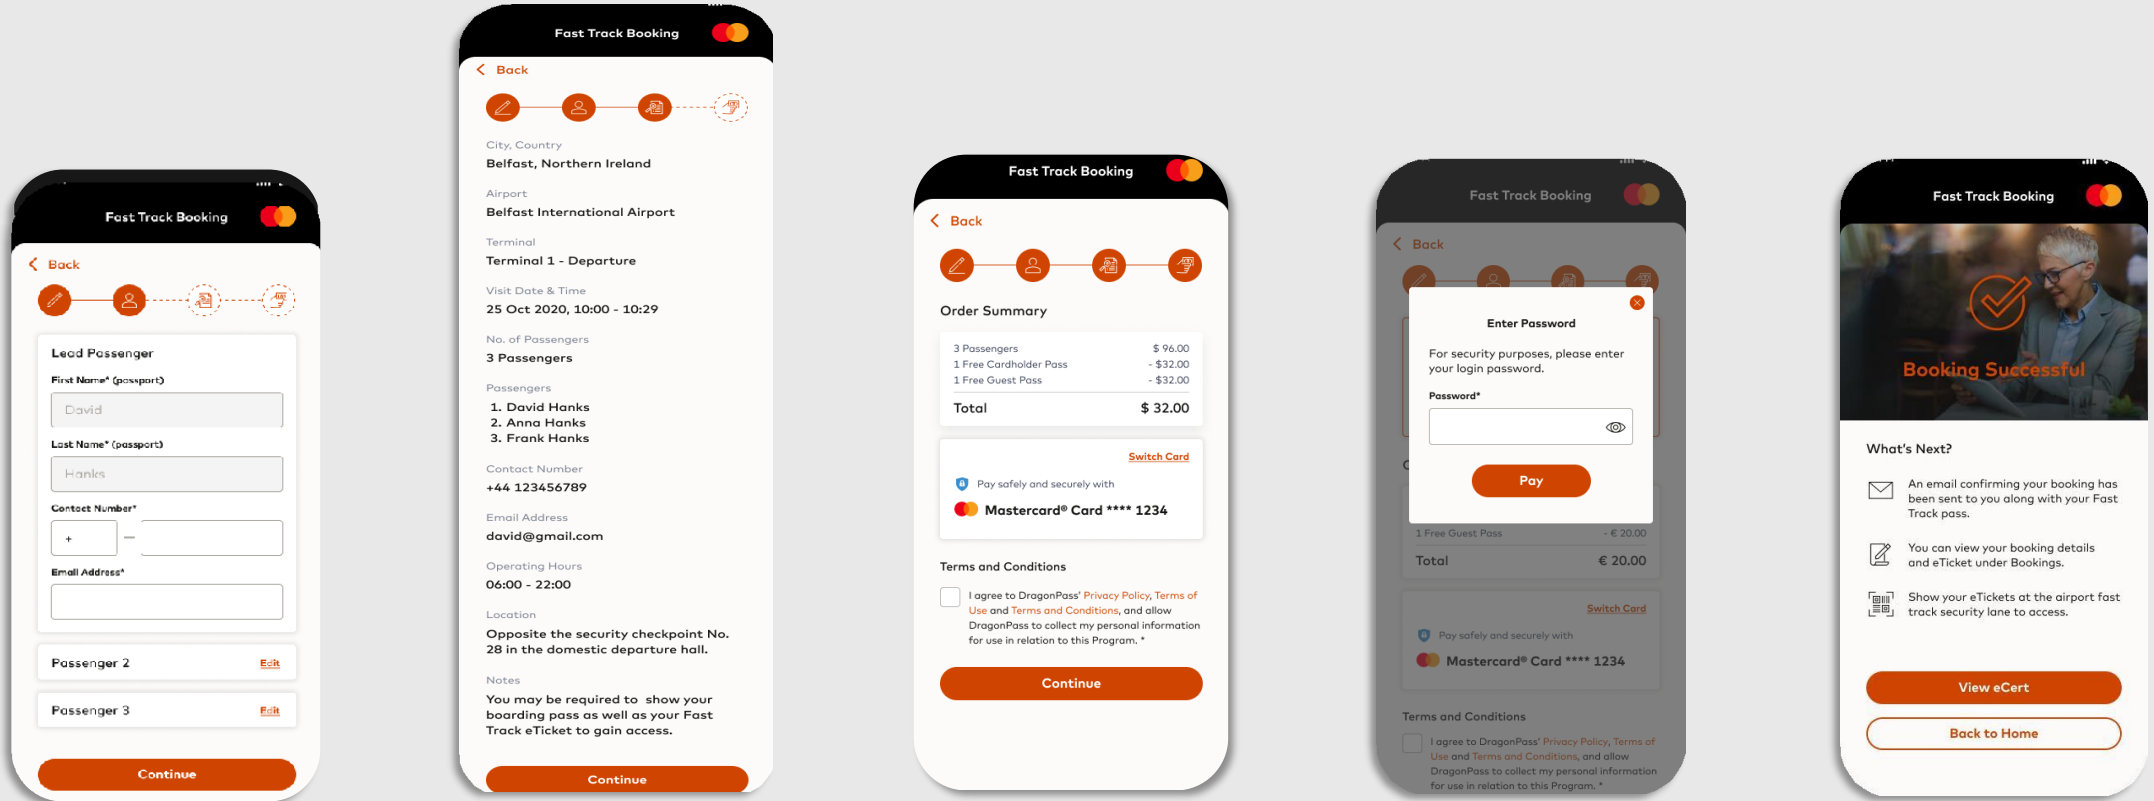 Fast Track Booking
Back
Lead Passenger
First Name* (passport)
David
Last Name* (passport)
Hanks
Contact Number*
+ —
Email Address*
Passenger 2 Edit
Passenger 3 Edit
Continue
Fast Track Booking
Back
City, Country
Belfast, Northern Ireland
Airport
Belfast International Airport
Terminal
Terminal 1 - Departure
Visit Date & Time
25 Oct 2020, 10:00 - 10:29
No. of Passengers
3 Passengers
Passengers
1. David Hanks
2. Anna Hanks
3. Frank Hanks
Contact Number
+44 123456789
Email Address
david@gmail.com
Operating Hours
06:00 - 22:00
Location
Opposite the security checkpoint No.
28 in the domestic departure hall.
Notes
You may be required to show your
boarding pass as well as your Fast
Track eTicket to gain access.
Continue
Fast Track Booking
Back
Order Summary
3 Passengers $ 96.00
1 Free Cardholder Pass - $32.00
1 Free Guest Pass - $32.00
Total $ 32.00
Switch Card
Pay safely and securely with
Mastercard® Card **** 1234
Terms and Conditions
I agree to DragonPass' Privacy Policy, Terms of
Use and Terms and Conditions, and allow
DragonPass to collect my personal information
for use in relation to this Program. *
Continue
Fast Track Booking
Back
Enter Password
For security purposes, please enter
your login password.
Password*
Pay
1 Free Guest Pass - € 20.00
Total € 20.00
Switch Card
Pay safely and securely with
Mastercard® Card **** 1234
Terms and Conditions
I agree to DragonPass' Privacy Policy, Terms of
Use and Terms and Conditions, and allow
DragonPass to collect my personal information
for use in relation to this Program. *
Fast Track Booking
Booking Successful
What's Next?
An email confirming your booking has
been sent to you along with your Fast
Track pass.
You can view your booking details
and eTicket under Bookings.
Show your eTickets at the airport fast
track security lane to access.
View eCert
Back to Home